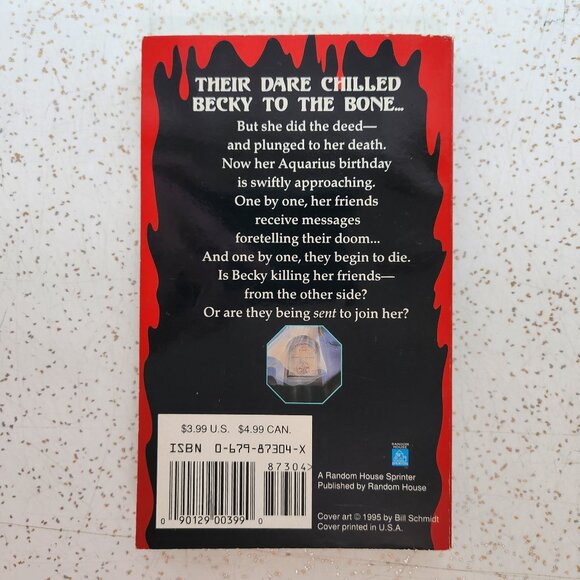 THEIR DARE CHILLED
BECKY TO THE BONE...
But she did the deed—
and plunged to her death.
Now her Aquarius birthday
is swiftly approaching.
One by one, her friends
receive messages
foretelling their doom...
And one by one, they begin to die.
Is Becky killing her friends—
from the other side?
Or are they being sent to join her?
$3.99 U.S. $4.99 CAN.
ISBN 0-679-87304-X
87304>
0 90129 00399 0
RANDOM
HOUSE
A Random House Sprinter
Published by Random House
Cover art © 1995 by Bill Schmidt
Cover printed in U.S.A.